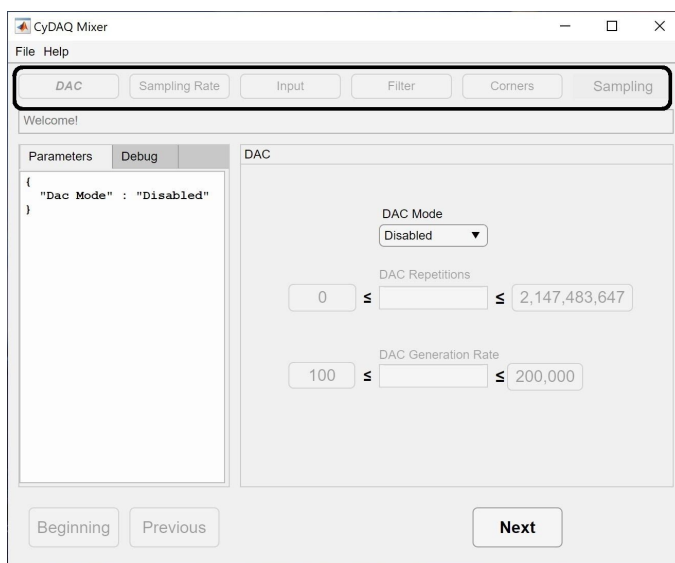 CyDAQ Mixer
File Help
DAC Sampling Rate Input Filter Corners Sampling
Welcome!
Parameters Debug
{
"Dac Mode" : "Disabled"
}
DAC
DAC Mode
Disabled
DAC Repetitions
0 ≤ ≤ 2,147,483,647
DAC Generation Rate
100 ≤ ≤ 200,000
Beginning Previous Next